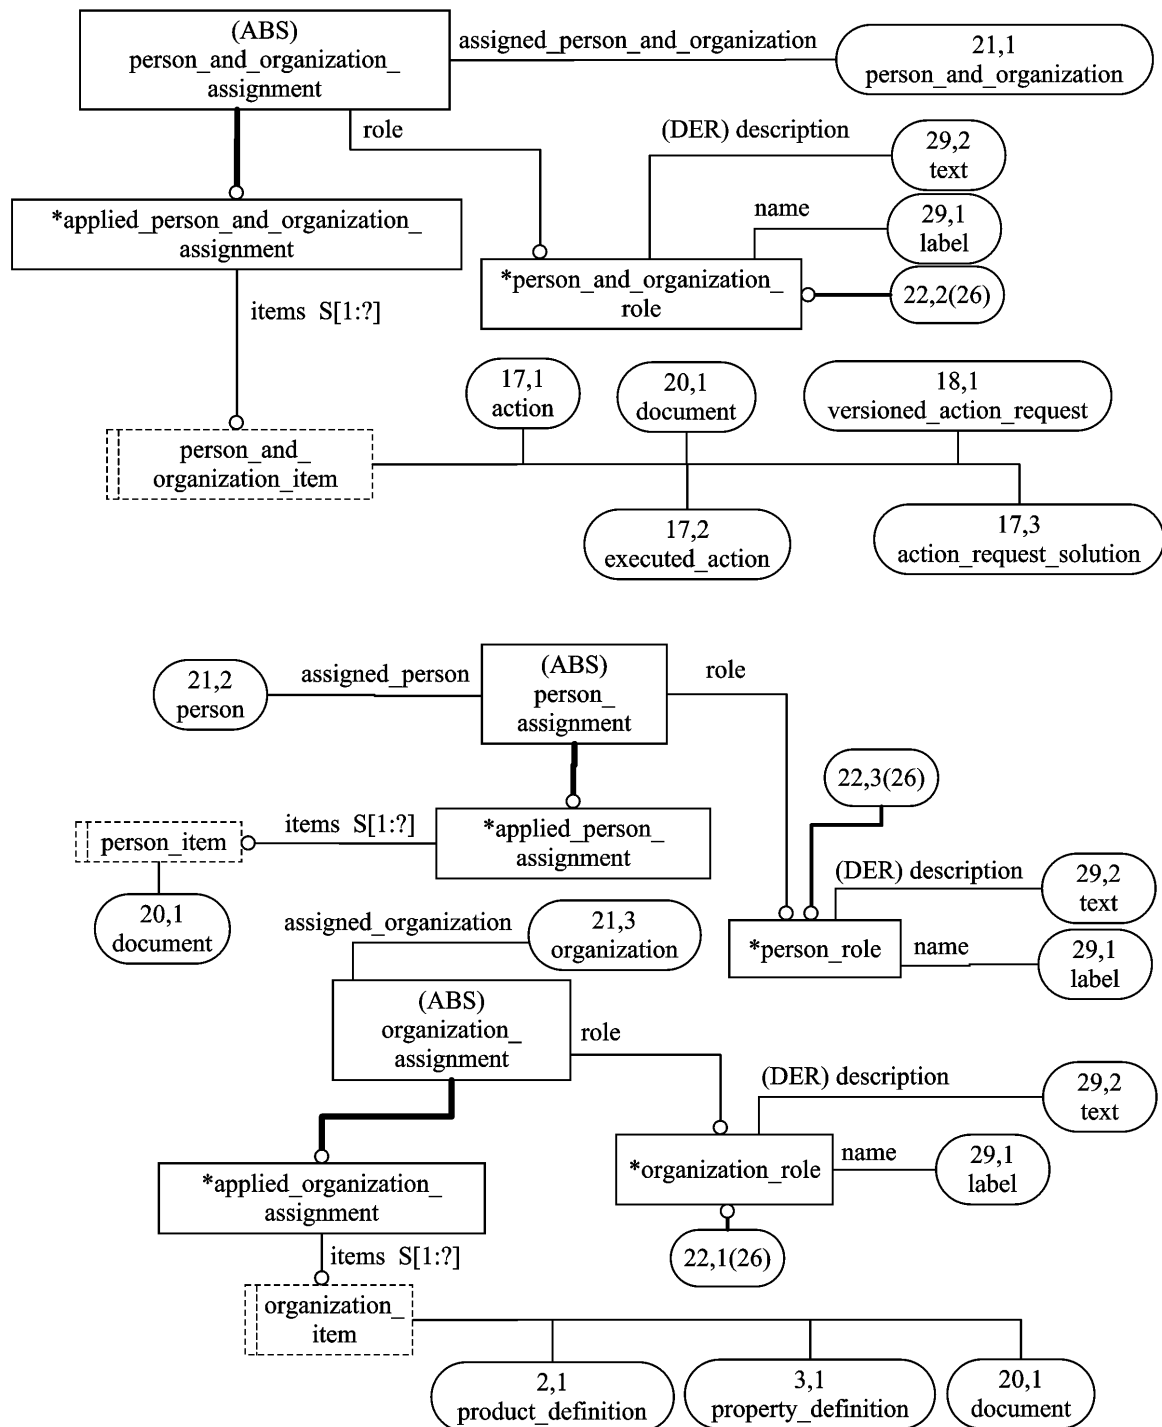 (ABS)
person_and_organization_
assignment
assigned_person_and_organization
21,1
person_and_organization
role
(DER) description
29,2
text
name
29,1
label
*applied_person_and_organization_
assignment
*person_and_organization_
role
22,2(26)
items S[1:?]
17,1
action
20,1
document
18,1
versioned_action_request
person_and_
organization_item
17,2
executed_action
17,3
action_request_solution
21,2
person
assigned_person
(ABS)
person_
assignment
role
22,3(26)
person_item
items S[1:?]
*applied_person_
assignment
20,1
document
(DER) description
29,2
text
*person_role
name
29,1
label
assigned_organization
21,3
organization
(ABS)
organization_
assignment
role
(DER) description
29,2
text
*organization_role
name
29,1
label
22,1(26)
*applied_organization_
assignment
items S[1:?]
organization_
item
2,1
product_definition
3,1
property_definition
20,1
document